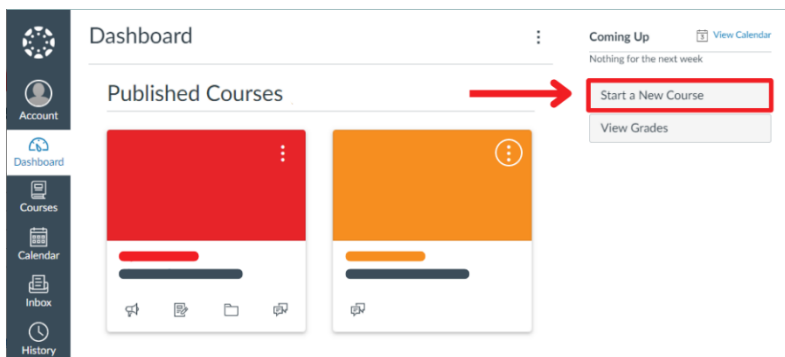 Dashboard
Coming Up
View Calendar
Nothing for the next week
Published Courses
Start a New Course
View Grades
Account
Dashboard
Courses
Calendar
Inbox
History